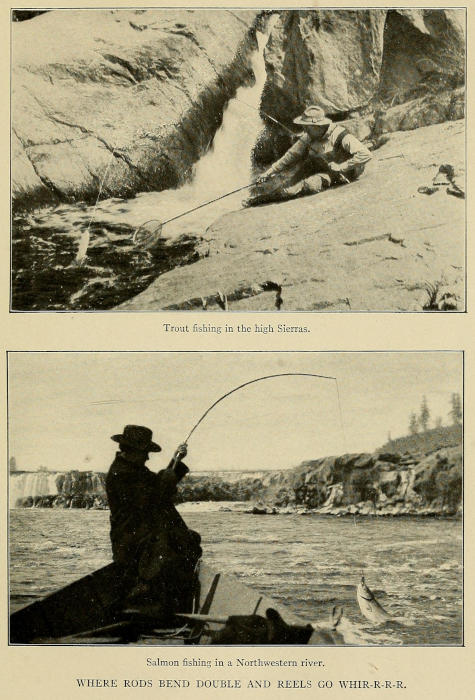 Trout fishing in the high Sierras.
Salmon fishing in a Northwestern river.
WHERE RODS BEND DOUBLE AND REELS GO WHIR-R-R-R.